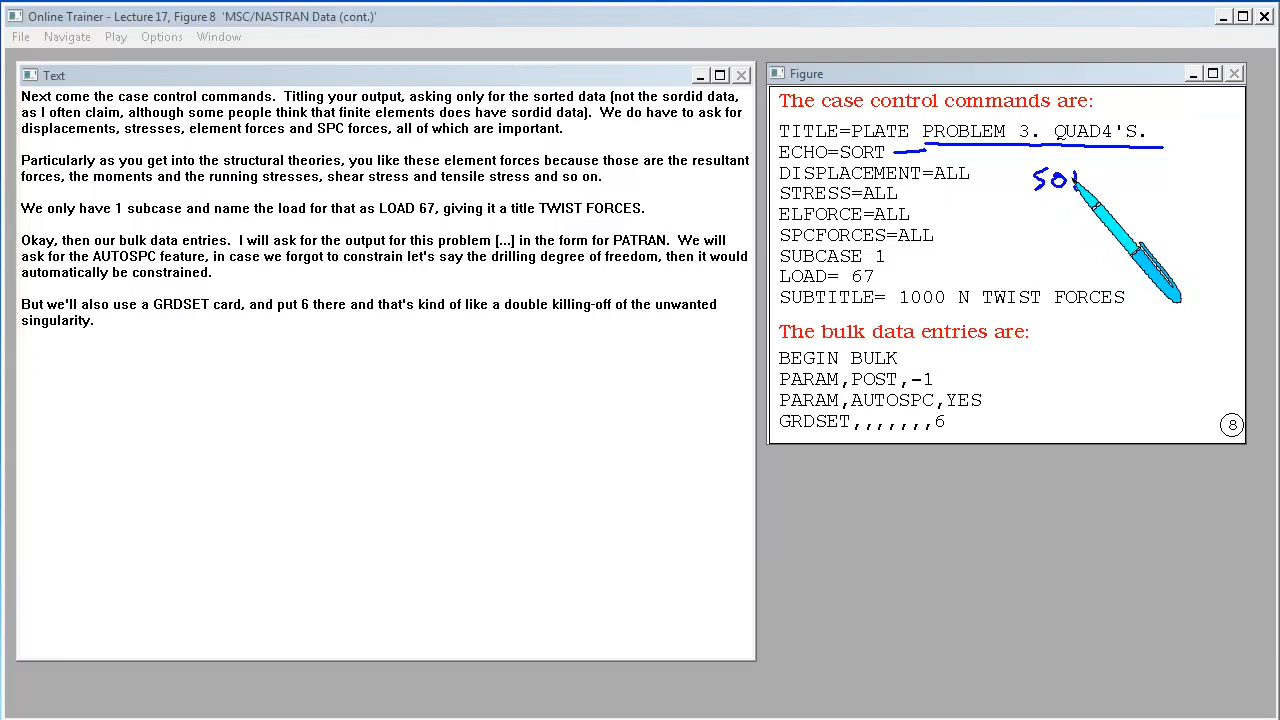 Online Trainer - Lecture 17, Figure 8 'MSC/NASTRAN Data (cont.)'
File Navigate Play Options Window
Text
Next come the case control commands. Titling your output, asking only for the sorted data (not the sordid data,
as I often claim, although some people think that finite elements does have sordid data). We do have to ask for
displacements, stresses, element forces and SPC forces, all of which are important.
Particularly as you get into the structural theories, you like these element forces because those are the resultant
forces, the moments and the running stresses, shear stress and tensile stress and so on.
We only have 1 subcase and name the load for that as LOAD 67, giving it a title TWIST FORCES.
Okay, then our bulk data entries. I will ask for the output for this problem [...] in the form for PATRAN. We will
ask for the AUTOSPC feature, in case we forgot to constrain let's say the drilling degree of freedom, then it would
automatically be constrained.
But we'll also use a GRDSET card, and put 6 there and that's kind of like a double killing-off of the unwanted
singularity.
Figure
The case control commands are:
TITLE=PLATE PROBLEM 3. QUAD4'S.
ECHO=SORT
DISPLACEMENT=ALL
STRESS=ALL
ELFORCE=ALL
SPCFORCES=ALL
SUBCASE 1
LOAD= 67
SUBTITLE= 1000 N TWIST FORCES
The bulk data entries are:
BEGIN BULK
PARAM,POST,-1
PARAM,AUTOSPC,YES
GRDSET,,,,,,,6
8